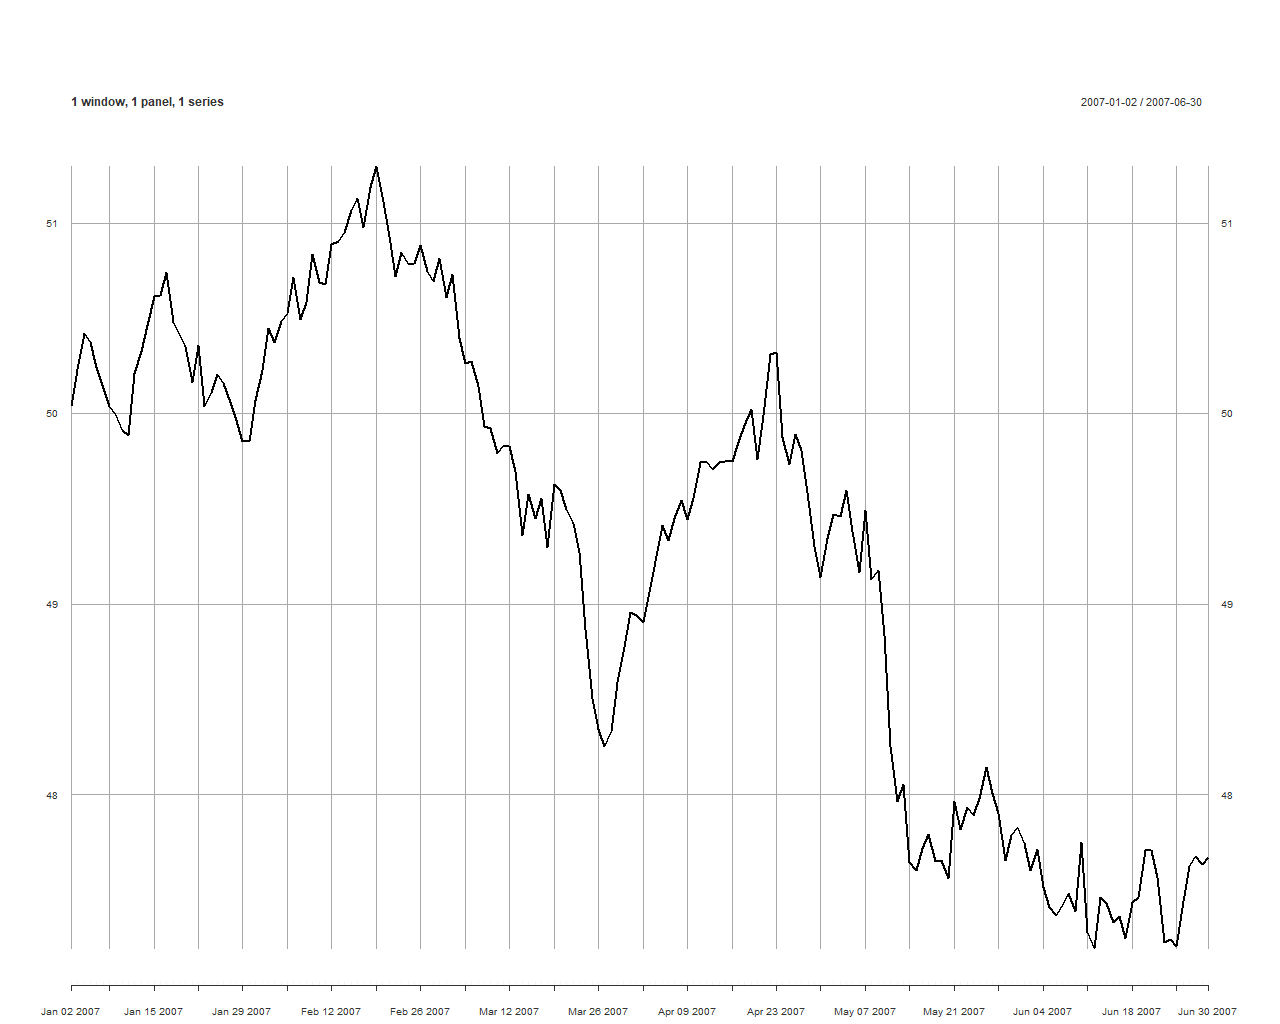 1 window, 1 panel, 1 series
2007-01-02 / 2007-06-30
51 51
50 50
49 49
48 48
Jan 02 2007 Jan 15 2007 Jan 29 2007 Feb 12 2007 Feb 26 2007 Mar 12 2007 Mar 26 2007 Apr 09 2007 Apr 23 2007 May 07 2007 May 21 2007 Jun 04 2007 Jun 18 2007 Jun 30 2007